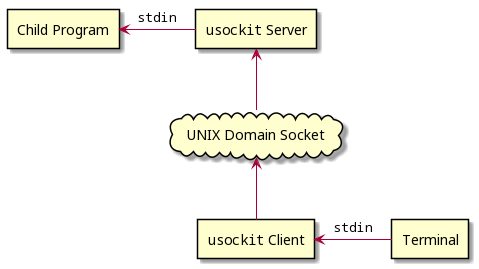 Child Program
stdin
usockit Server
UNIX Domain Socket
usockit Client
stdin
Terminal